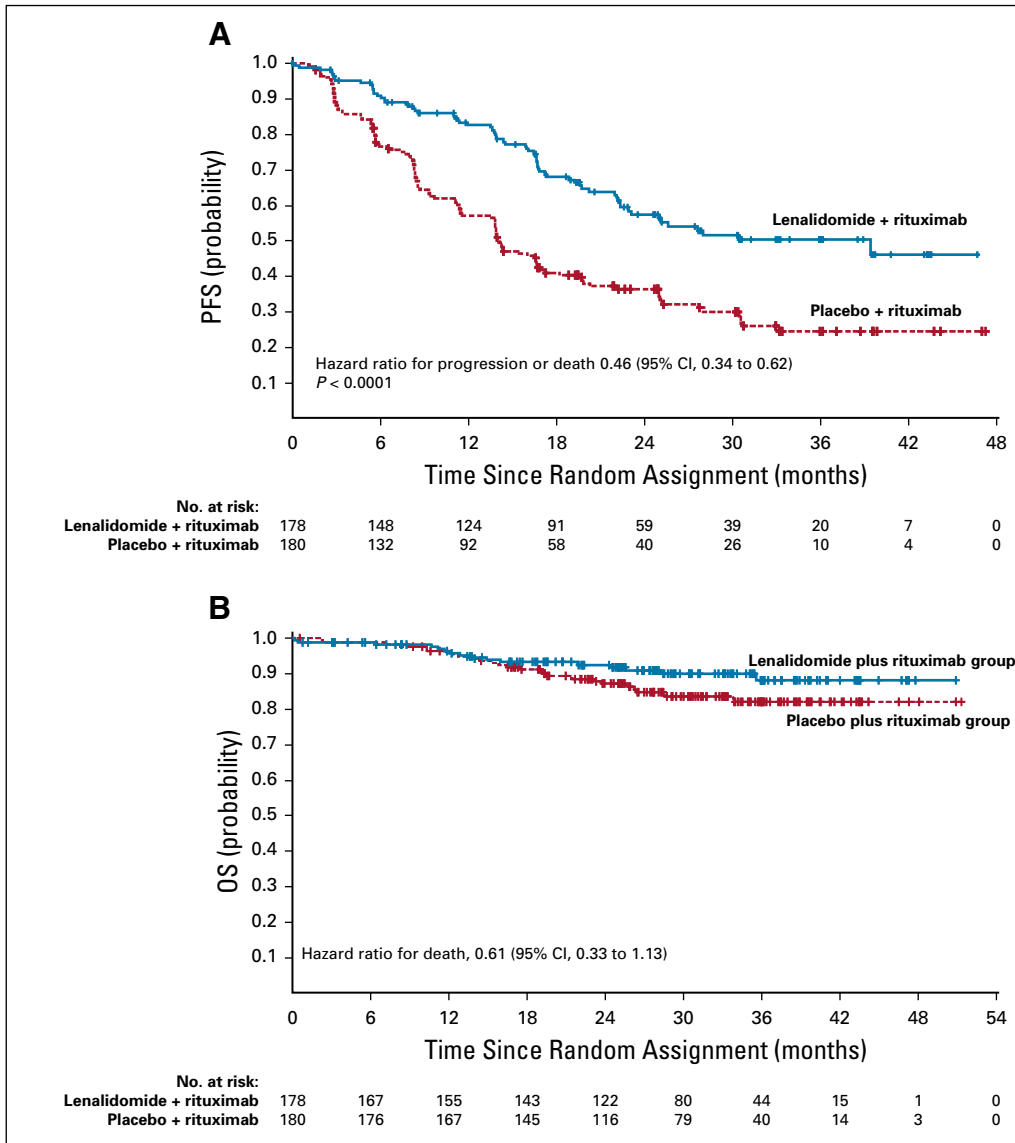 A
1.0
0.9
0.8
0.7
0.6
0.5
0.4
0.3
0.2
0.1
PFS (probability)
Lenalidomide + rituximab
Placebo + rituximab
Hazard ratio for progression or death 0.46 (95% CI, 0.34 to 0.62)
P < 0.0001
0 6 12 18 24 30 36 42 48
Time Since Random Assignment (months)
No. at risk:
Lenalidomide + rituximab 178 148 124 91 59 39 20 7 0
Placebo + rituximab 180 132 92 58 40 26 10 4 0
B
1.0
0.9
0.8
0.7
0.6
0.5
0.4
0.3
0.2
0.1
OS (probability)
Lenalidomide plus rituximab group
Placebo plus rituximab group
Hazard ratio for death, 0.61 (95% CI, 0.33 to 1.13)
0 6 12 18 24 30 36 42 48 54
Time Since Random Assignment (months)
No. at risk:
Lenalidomide + rituximab 178 167 155 143 122 80 44 15 1 0
Placebo + rituximab 180 176 167 145 116 79 40 14 3 0